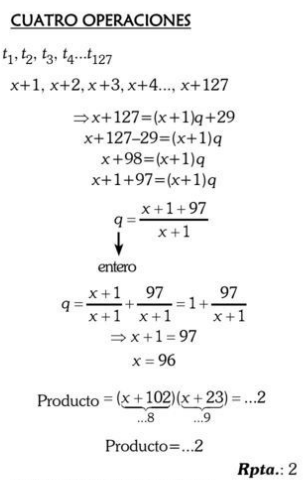 CUATRO OPERACIONES
t₁, t₂, t₃, t₄...t₁₂₇
x+1, x+2, x+3, x+4..., x+127
⇒x+127=(x+1)q+29
x+127–29=(x+1)q
x+98=(x+1)q
x+1+97=(x+1)q
q = (x+1+97)/(x+1)
↓
entero
q = (x+1)/(x+1) + 97/(x+1) = 1 + 97/(x+1)
⇒ x+1=97
x = 96
Producto = (x+102)(x+23) = ...2
...8 ...9
Producto=...2
Rpta.: 2